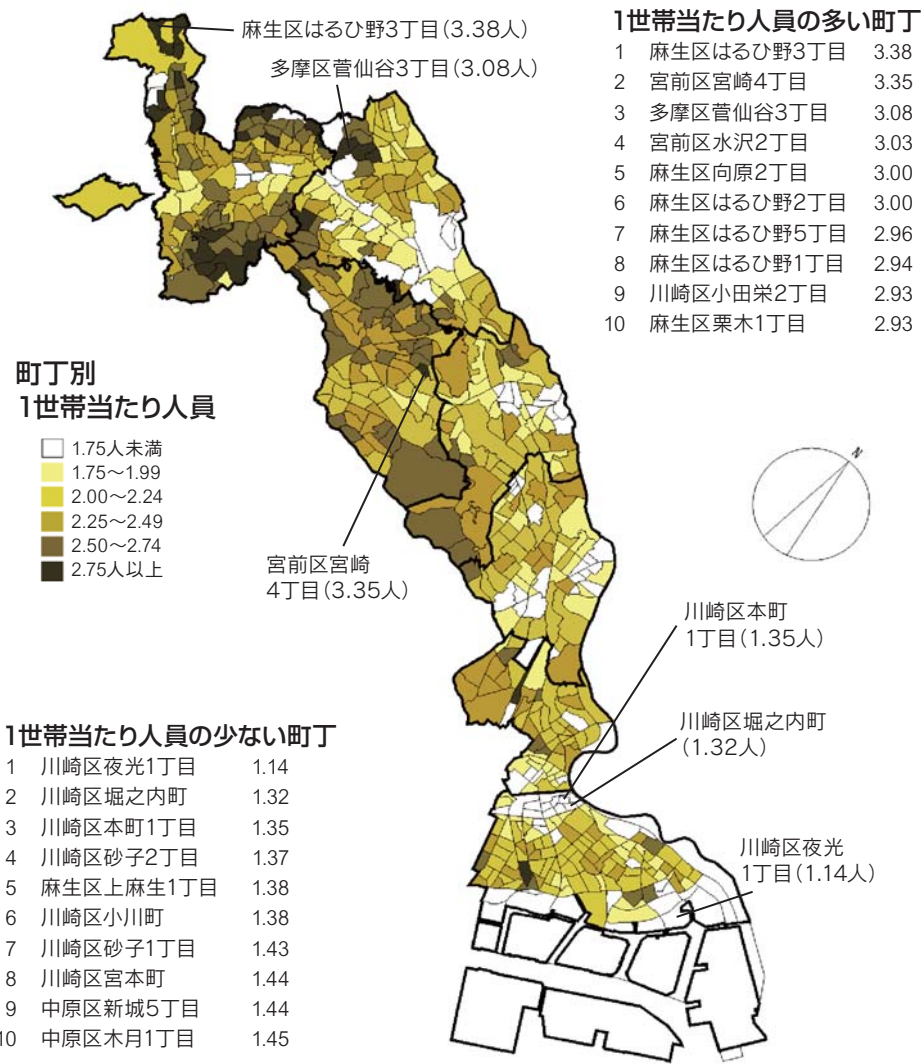 麻生区はるひ野3丁目(3.38人)
多摩区菅仙谷3丁目(3.08人)
1世帯当たり人員の多い町丁
1 麻生区はるひ野3丁目 3.38
2 宮前区宮崎4丁目 3.35
3 多摩区菅仙谷3丁目 3.08
4 宮前区水沢2丁目 3.03
5 麻生区向原2丁目 3.00
6 麻生区はるひ野2丁目 3.00
7 麻生区はるひ野5丁目 2.96
8 麻生区はるひ野1丁目 2.94
9 川崎区小田栄2丁目 2.93
10 麻生区栗木1丁目 2.93
町丁別
1世帯当たり人員
1.75人未満
1.75〜1.99
2.00〜2.24
2.25〜2.49
2.50〜2.74
2.75人以上
N
宮前区宮崎
4丁目(3.35人)
川崎区本町
1丁目(1.35人)
川崎区堀之内町
(1.32人)
川崎区夜光
1丁目(1.14人)
1世帯当たり人員の少ない町丁
1 川崎区夜光1丁目 1.14
2 川崎区堀之内町 1.32
3 川崎区本町1丁目 1.35
4 川崎区砂子2丁目 1.37
5 麻生区上麻生1丁目 1.38
6 川崎区小川町 1.38
7 川崎区砂子1丁目 1.43
8 川崎区宮本町 1.44
9 中原区新城5丁目 1.44
10 中原区木月1丁目 1.45